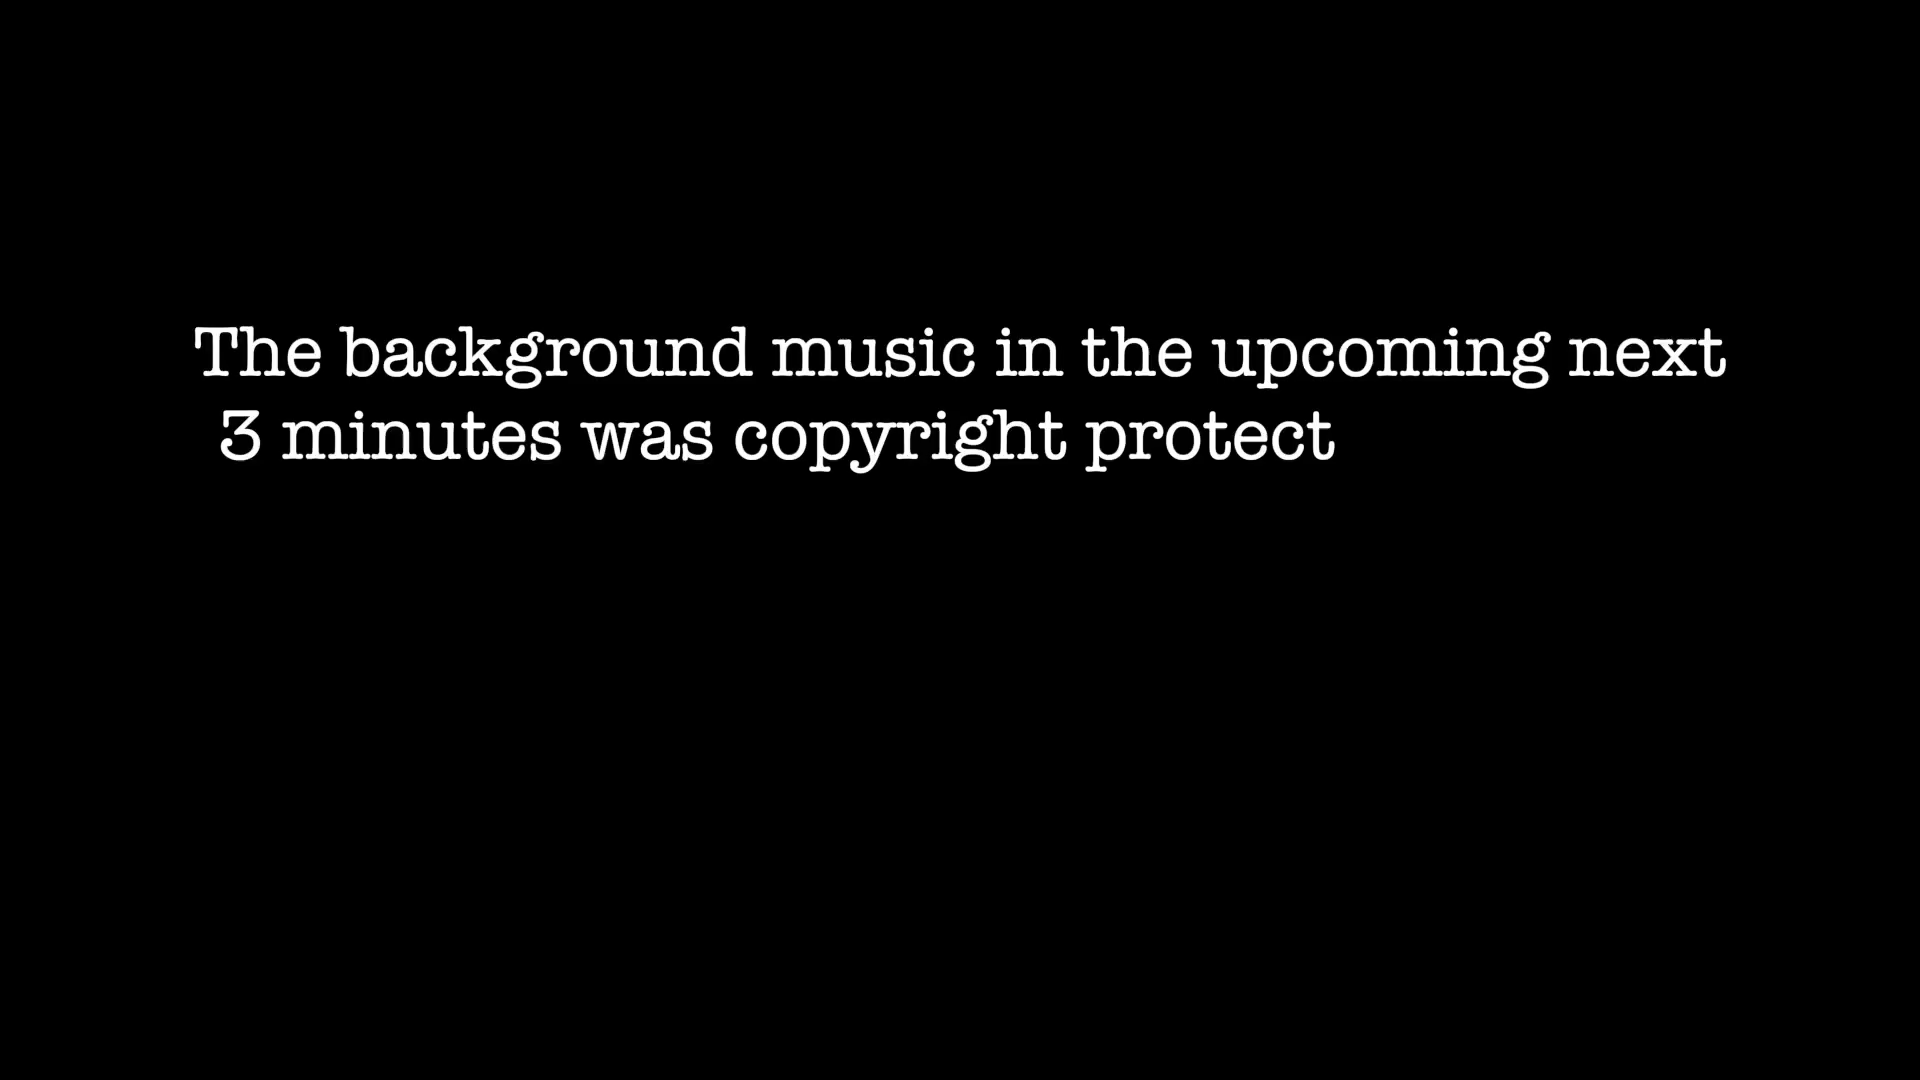 The background music in the upcoming next
3 minutes was copyright protect